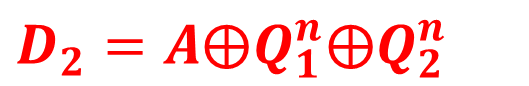 D₂ = A⊕Q₁ⁿ⊕Q₂ⁿ